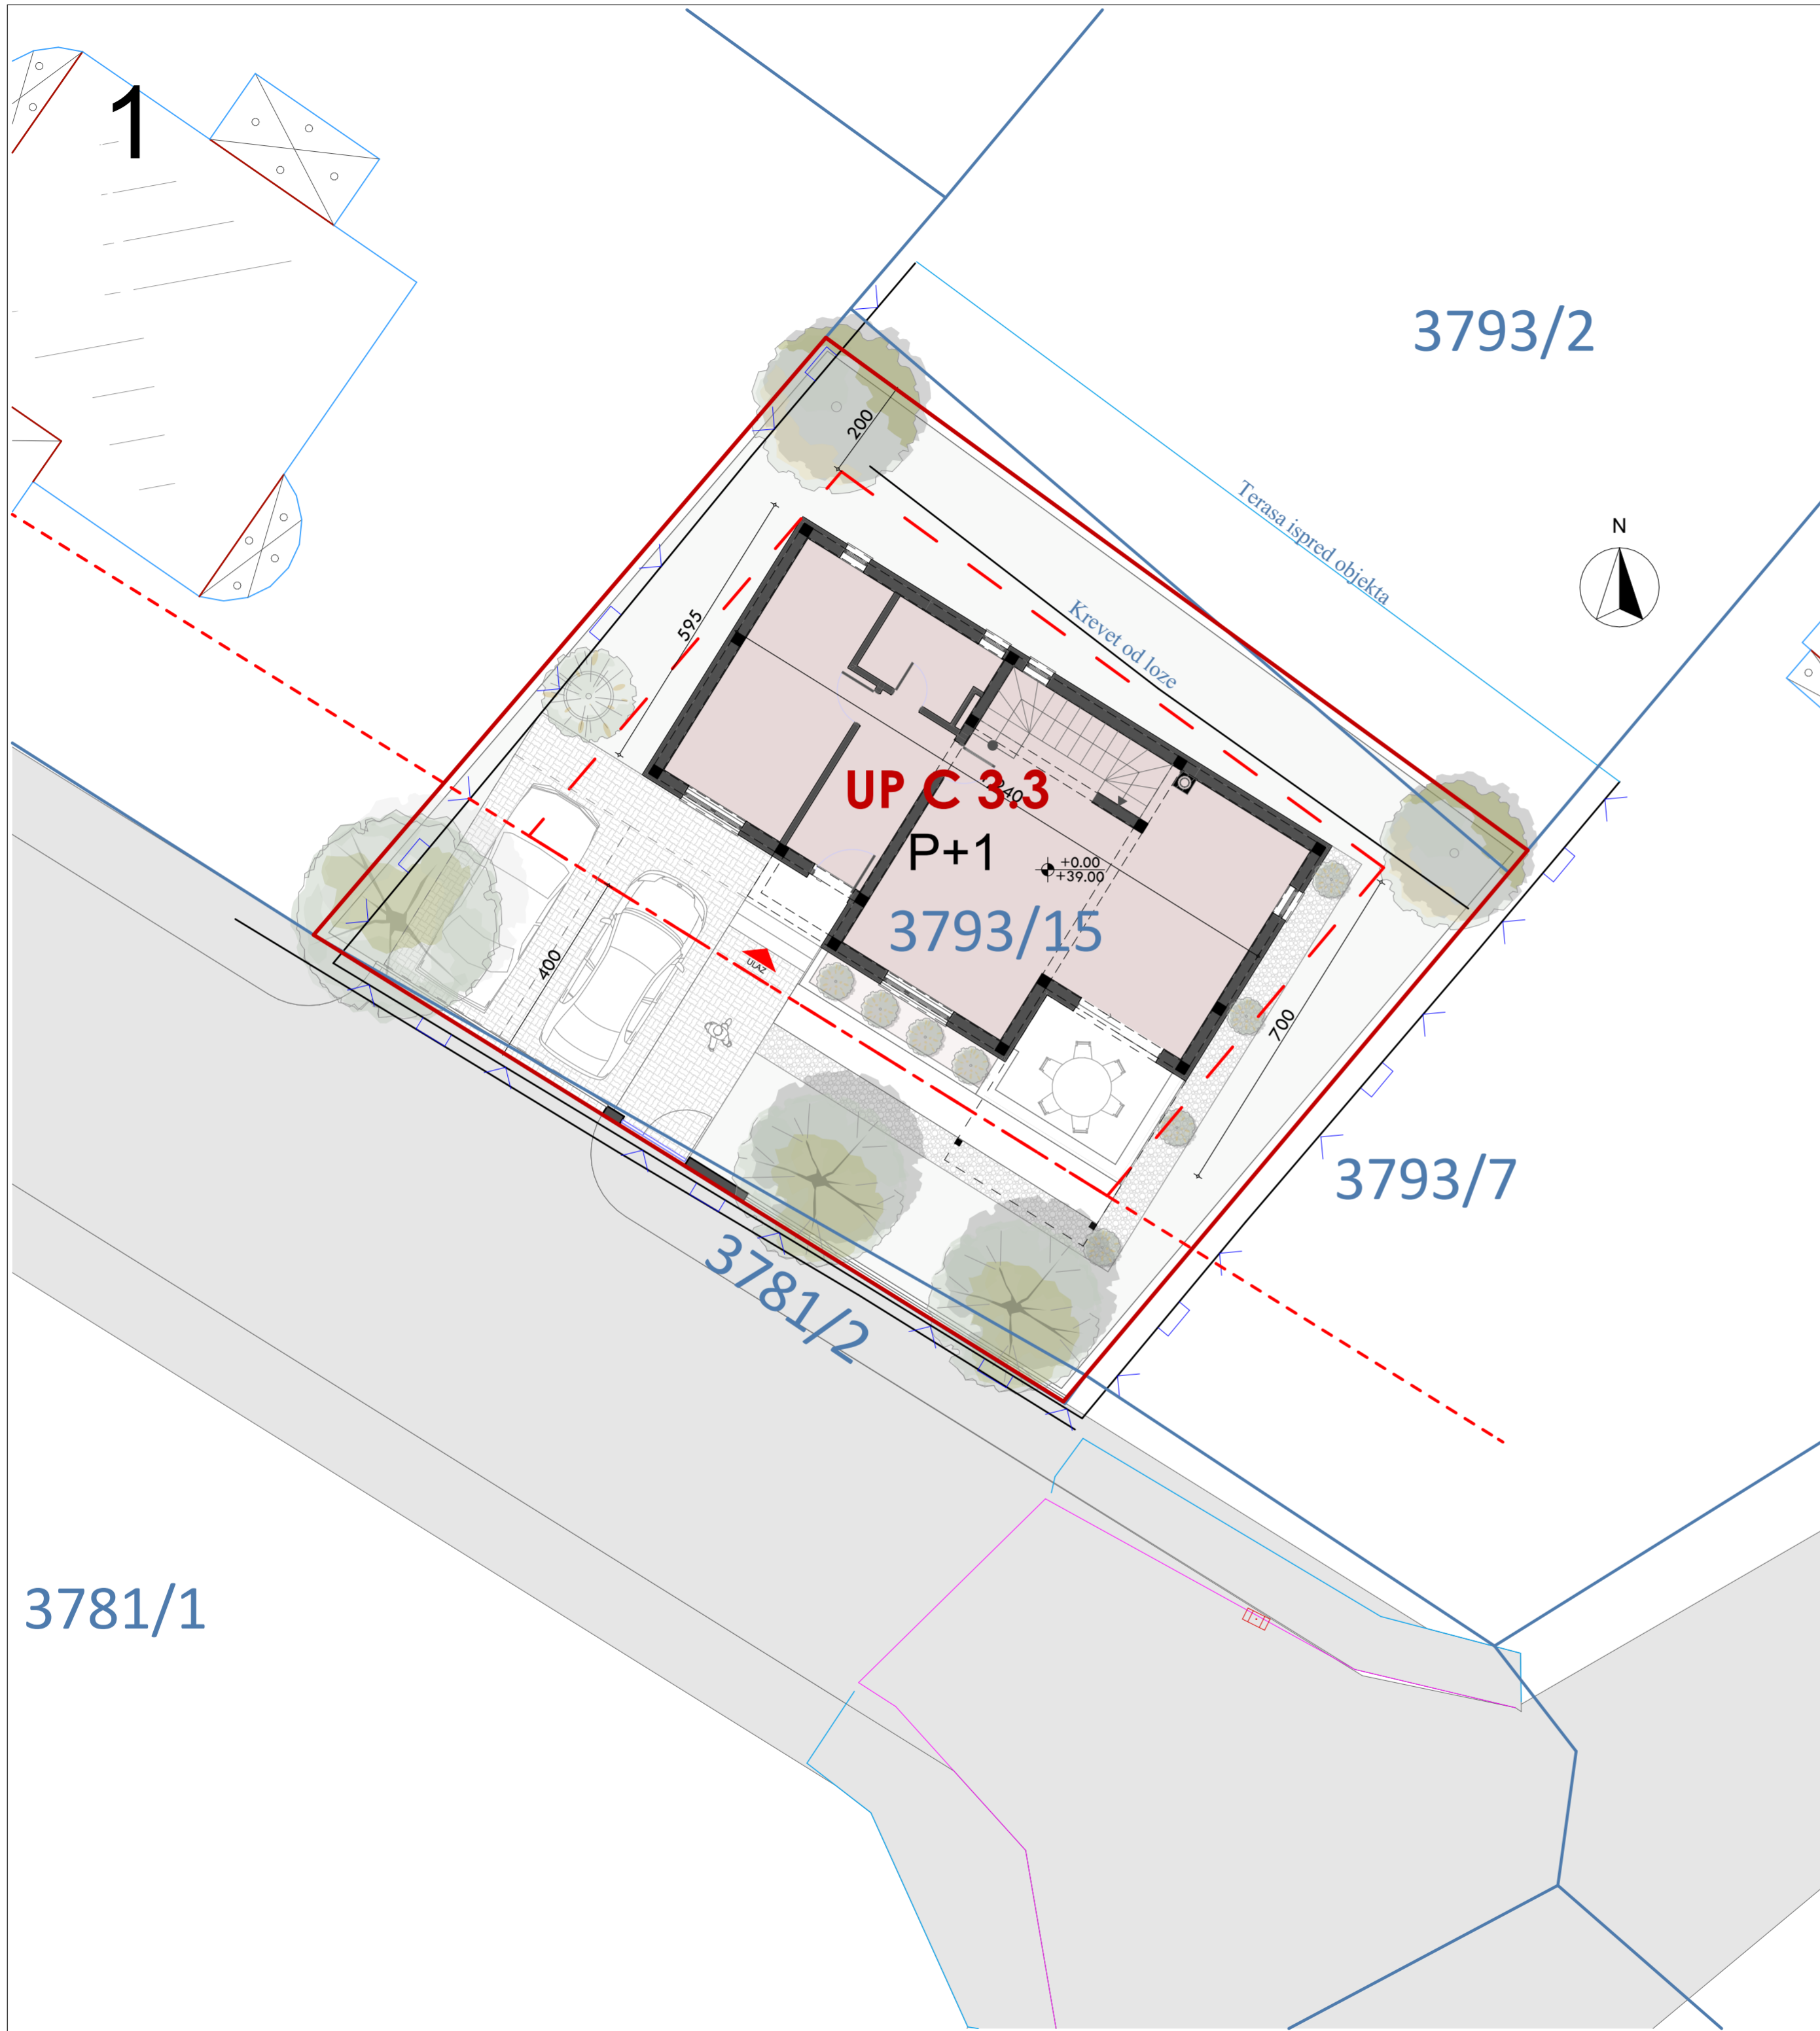 1
3793/2
200
Terasa ispred objekta
N
Krevet od loze
595
UP C 3.3
P+1
+0.00
+39.00
3793/15
400
ULAZ
700
3793/7
3781/2
3781/1